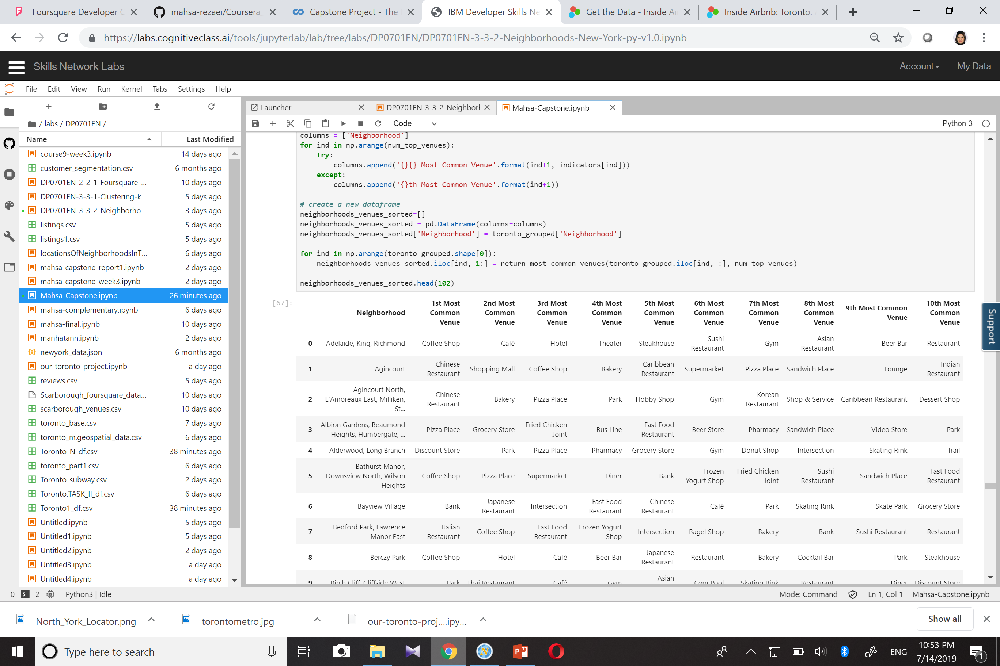 Foursquare Developer C
mahsa-rezaei/Coursera_
Capstone Project - The
IBM Developer Skills Ne
Get the Data - Inside Ai
Inside Airbnb: Toronto.
https://labs.cognitiveclass.ai/tools/jupyterlab/lab/tree/labs/DP0701EN/DP0701EN-3-3-2-Neighborhoods-New-York-py-v1.0.ipynb
Skills Network Labs
Account
My Data
File Edit View Run Kernel Tabs Settings Help
Launcher
DP0701EN-3-3-2-Neighborh
Mahsa-Capstone.ipynb
/ labs / DP0701EN /
Code
Python 3
Name Last Modified
course9-week3.ipynb 14 days ago
customer_segmentation.csv 6 months ago
DP0701EN-2-2-1-Foursquare-... 10 days ago
DP0701EN-3-3-1-Clustering-k... 5 days ago
DP0701EN-3-3-2-Neighborho... 3 days ago
listings.csv 5 days ago
listings1.csv 5 days ago
locationsOfNeighborhoodsInT... 6 days ago
mahsa-capstone-report1.ipynb 2 days ago
mahsa-capstone-week3.ipynb 2 days ago
Mahsa-Capstone.ipynb 26 minutes ago
mahsa-complementary.ipynb 6 days ago
mahsa-final.ipynb 10 days ago
manhatann.ipynb 2 days ago
newyork_data.json 6 months ago
our-toronto-project.ipynb a day ago
reviews.csv 5 days ago
Scarborough_foursquare_data... 10 days ago
scarborough_venues.csv 10 days ago
toronto_base.csv 7 days ago
toronto_m.geospatial_data.csv 6 days ago
Toronto_N_df.csv 38 minutes ago
toronto_part1.csv 6 days ago
Toronto_subway.csv 2 days ago
Toronto.TASK_II_df.csv 6 days ago
Toronto1_df.csv 38 minutes ago
Untitled.ipynb 5 days ago
Untitled1.ipynb 5 days ago
Untitled2.ipynb 2 days ago
Untitled3.ipynb a day ago
Untitled4.ipynb a day ago
columns = ['Neighborhood']
for ind in np.arange(num_top_venues):
try:
columns.append('{}{} Most Common Venue'.format(ind+1, indicators[ind]))
except:
columns.append('{}th Most Common Venue'.format(ind+1))
# create a new dataframe
neighborhoods_venues_sorted=[]
neighborhoods_venues_sorted = pd.DataFrame(columns=columns)
neighborhoods_venues_sorted['Neighborhood'] = toronto_grouped['Neighborhood']
for ind in np.arange(toronto_grouped.shape[0]):
neighborhoods_venues_sorted.iloc[ind, 1:] = return_most_common_venues(toronto_grouped.iloc[ind, :], num_top_venues)
neighborhoods_venues_sorted.head(102)
[67]:
Neighborhood 1st Most Common Venue 2nd Most Common Venue 3rd Most Common Venue 4th Most Common Venue 5th Most Common Venue 6th Most Common Venue 7th Most Common Venue 8th Most Common Venue 9th Most Common Venue 10th Most Common Venue
0 Adelaide, King, Richmond Coffee Shop Café Hotel Theater Steakhouse Sushi Restaurant Gym Asian Restaurant Beer Bar Restaurant
1 Agincourt Chinese Restaurant Shopping Mall Coffee Shop Bakery Caribbean Restaurant Supermarket Pizza Place Sandwich Place Lounge Indian Restaurant
2 Agincourt North, L'Amoreaux East, Milliken, St... Chinese Restaurant Bakery Pizza Place Park Hobby Shop Gym Korean Restaurant Shop & Service Caribbean Restaurant Dessert Shop
3 Albion Gardens, Beaumond Heights, Humbergate, ... Pizza Place Grocery Store Fried Chicken Joint Bus Line Fast Food Restaurant Beer Store Pharmacy Sandwich Place Video Store Park
4 Alderwood, Long Branch Discount Store Park Pizza Place Pharmacy Grocery Store Gym Donut Shop Intersection Skating Rink Trail
5 Bathurst Manor, Downsview North, Wilson Heights Coffee Shop Pizza Place Supermarket Diner Bank Frozen Yogurt Shop Fried Chicken Joint Sushi Restaurant Sandwich Place Fast Food Restaurant
6 Bayview Village Bank Japanese Restaurant Intersection Fast Food Restaurant Chinese Restaurant Café Park Skating Rink Skate Park Grocery Store
7 Bedford Park, Lawrence Manor East Italian Restaurant Coffee Shop Fast Food Restaurant Frozen Yogurt Shop Intersection Bagel Shop Bakery Bank Sushi Restaurant Restaurant
8 Berczy Park Coffee Shop Hotel Café Beer Bar Japanese Restaurant Restaurant Bakery Cocktail Bar Park Steakhouse
9 Birch Cliff, Cliffside West Park Thai Restaurant Café Gym Asian Gym Pool Skating Rink Restaurant Diner Discount Store
Support
0 $_ 2 Python3 | Idle
Mode: Command Ln 1, Col 1 Mahsa-Capstone.ipynb
North_York_Locator.png
torontometro.jpg
our-toronto-proj....ipy...
Show all
Type here to search
ENG
10:53 PM
7/14/2019
1